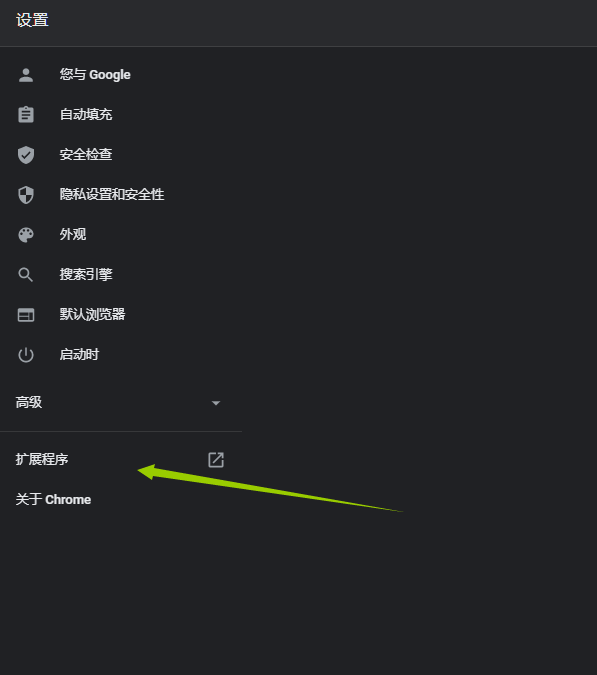 设置
您与 Google
自动填充
安全检查
隐私设置和安全性
外观
搜索引擎
默认浏览器
启动时
高级
扩展程序
关于 Chrome